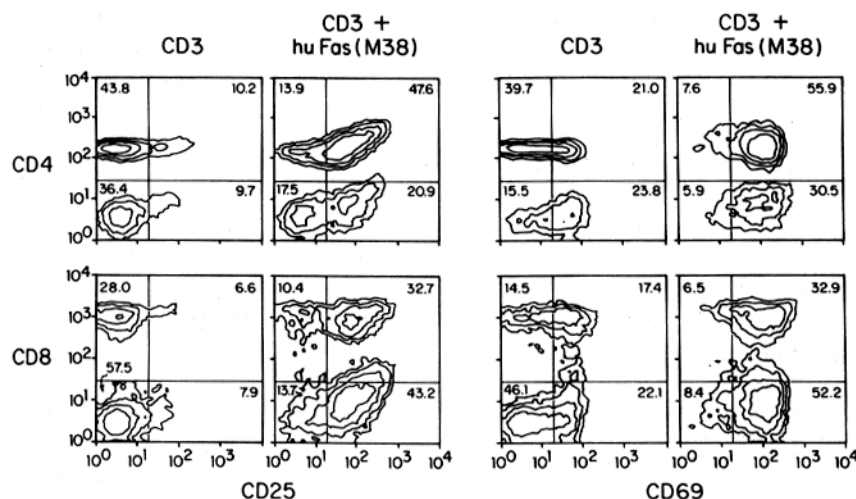 CD3 CD3 + hu Fas (M38) CD3 CD3 + hu Fas (M38)
10⁴ 43.8 10.2 13.9 47.6 39.7 21.0 7.6 55.9
10³
CD4 10²
10¹ 36.4 9.7 17.5 20.9 15.5 23.8 5.9 30.5
10⁰
10⁴ 28.0 6.6 10.4 32.7 14.5 17.4 6.5 32.9
10³
CD8 10²
57.5
10¹ 7.9 13.7 43.2 46.1 22.1 8.4 52.2
10⁰
10⁰ 10¹ 10² 10³ 10⁰ 10¹ 10² 10³ 10⁴ 10⁰ 10¹ 10² 10³ 10⁰ 10¹ 10² 10³ 10⁴
CD25 CD69